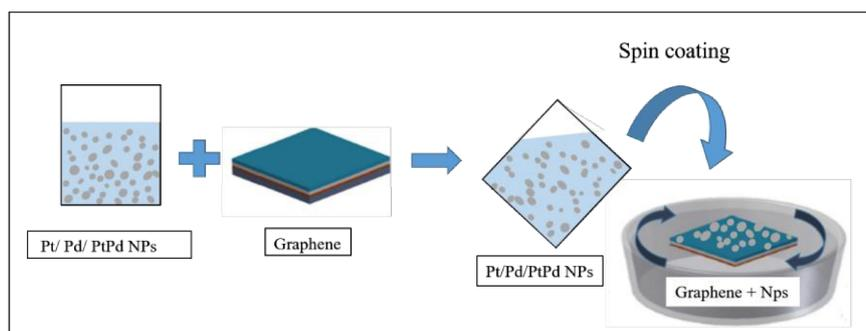 Spin coating
Pt/ Pd/ PtPd NPs
Graphene
Pt/Pd/PtPd NPs
Graphene + Nps